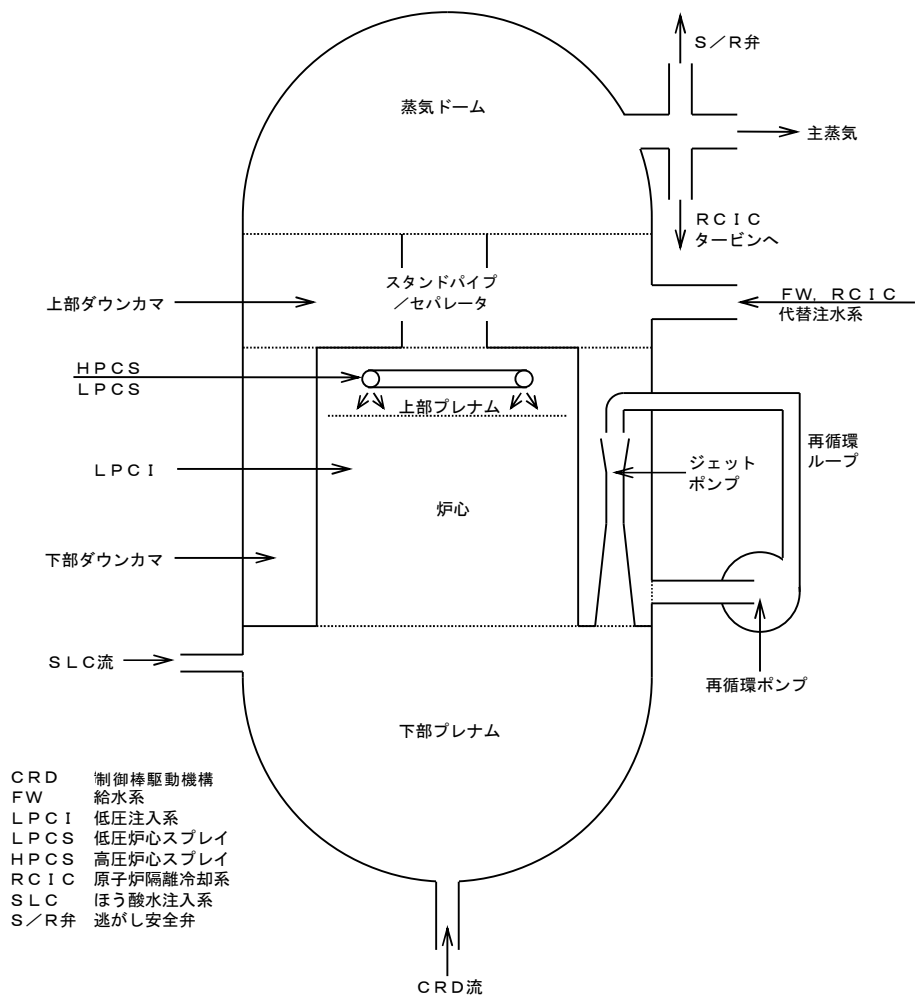 S/R弁
蒸気ドーム
主蒸気
RCIC
タービンへ
スタンドパイプ
/セパレータ
上部ダウンカマ
FW, RCIC
代替注水系
HPCS
LPCS
上部プレナム
再循環
ループ
LPCI
ジェット
ポンプ
炉心
下部ダウンカマ
SLC流
再循環ポンプ
下部プレナム
CRD 制御棒駆動機構
FW 給水系
LPCI 低圧注入系
LPCS 低圧炉心スプレイ
HPCS 高圧炉心スプレイ
RCIC 原子炉隔離冷却系
SLC ほう酸水注入系
S/R弁 逃がし安全弁
CRD流